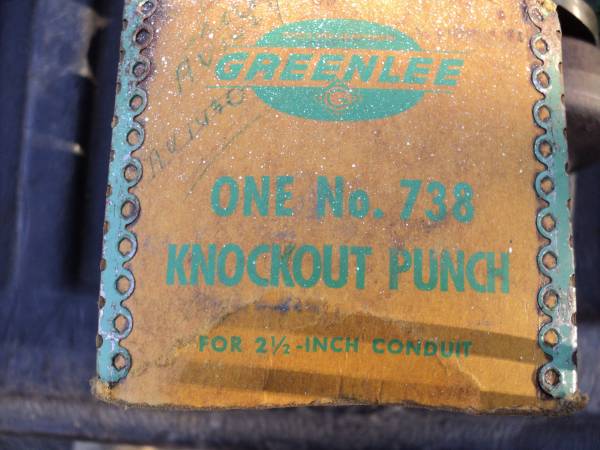 GREENLEE
ONE No. 738
KNOCKOUT PUNCH
FOR 2½-INCH CONDUIT